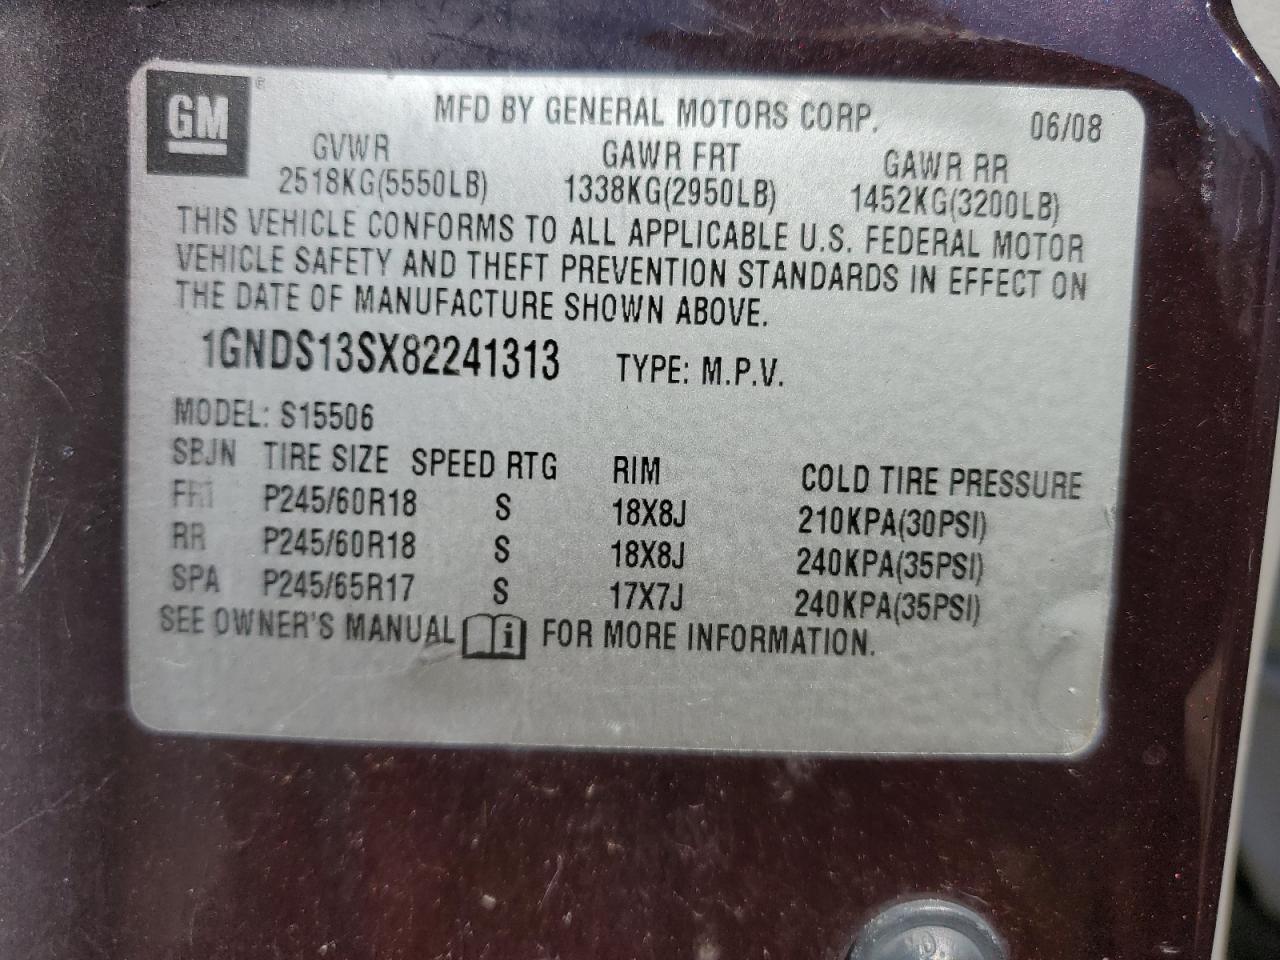 GM
MFD BY GENERAL MOTORS CORP. 06/08
GVWR GAWR FRT GAWR RR
2518KG(5550LB) 1338KG(2950LB) 1452KG(3200LB)
THIS VEHICLE CONFORMS TO ALL APPLICABLE U.S. FEDERAL MOTOR
VEHICLE SAFETY AND THEFT PREVENTION STANDARDS IN EFFECT ON
THE DATE OF MANUFACTURE SHOWN ABOVE.
1GNDS13SX82241313 TYPE: M.P.V.
MODEL: S15506
SBJN TIRE SIZE SPEED RTG RIM COLD TIRE PRESSURE
FRT P245/60R18 S 18X8J 210KPA(30PSI)
RR P245/60R18 S 18X8J 240KPA(35PSI)
SPA P245/65R17 S 17X7J 240KPA(35PSI)
SEE OWNER'S MANUAL i FOR MORE INFORMATION.